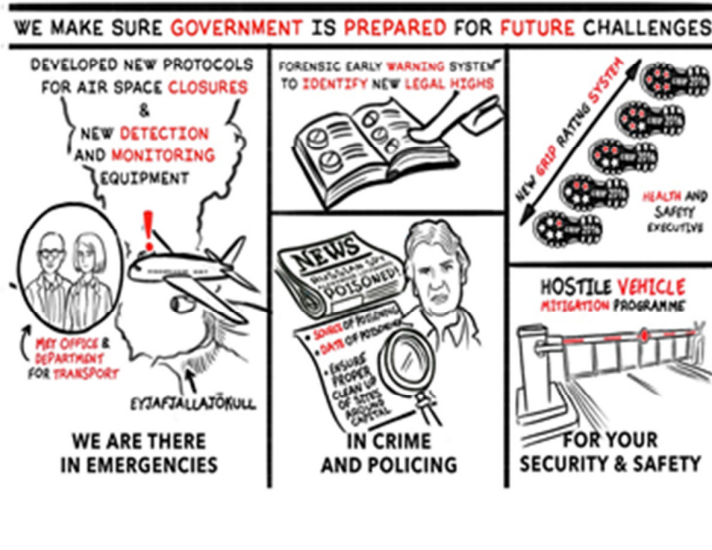 WE MAKE SURE GOVERNMENT IS PREPARED FOR FUTURE CHALLENGES
DEVELOPED NEW PROTOCOLS
FOR AIR SPACE CLOSURES
&
NEW DETECTION
AND MONITORING
EQUIPMENT
!
MET OFFICE &
DEPARTMENT
FOR TRANSPORT
EYJAFJALLAJÖKULL
WE ARE THERE
IN EMERGENCIES
FORENSIC EARLY WARNING SYSTEM
TO IDENTIFY NEW LEGAL HIGHS
NEWS
RUSSIAN SPY
POISONED!
• SOURCE OF POISONING
• DATE OF POISONING
• ENSURE
PROPER
CLEAN UP
OF SITES
AROUND
CAPITAL
IN CRIME
AND POLICING
NEW GRIP RATING SYSTEM
HEALTH AND
SAFETY
EXECUTIVE
HOSTILE VEHICLE
MITIGATION PROGRAMME
FOR YOUR
SECURITY & SAFETY